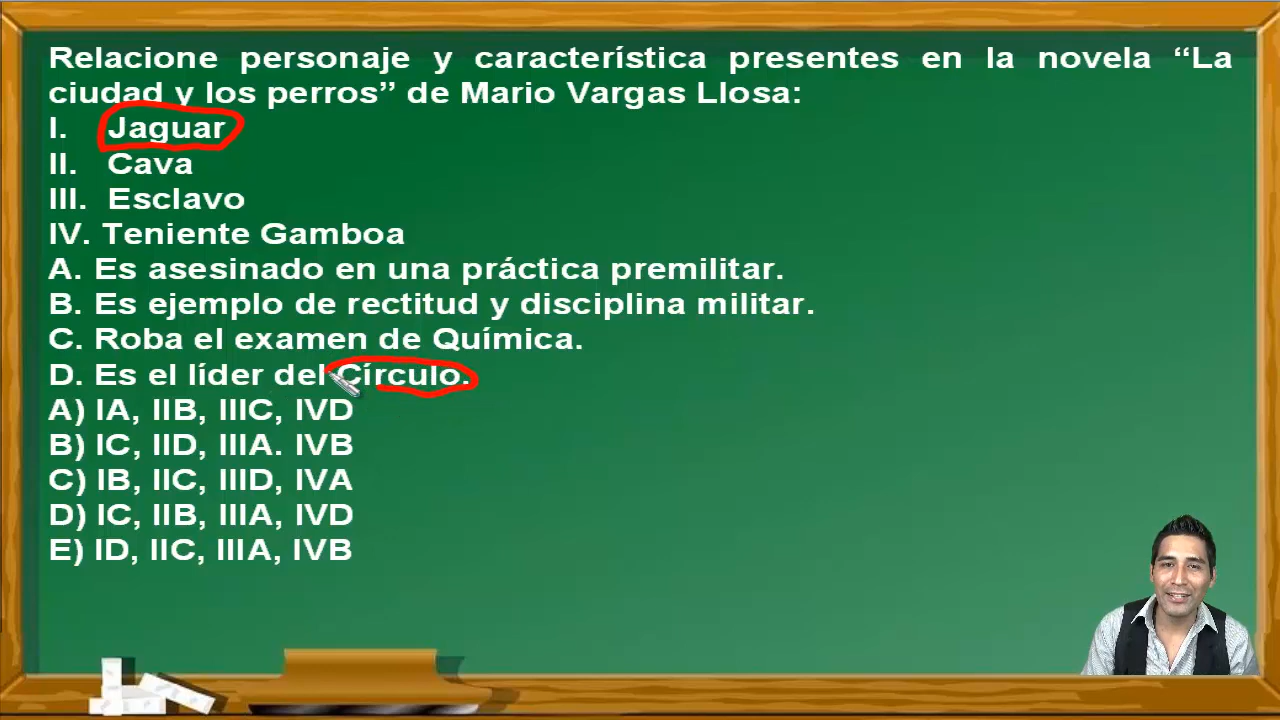 Relacione personaje y característica presentes en la novela “La
ciudad y los perros” de Mario Vargas Llosa:
I. Jaguar
II. Cava
III. Esclavo
IV. Teniente Gamboa
A. Es asesinado en una práctica premilitar.
B. Es ejemplo de rectitud y disciplina militar.
C. Roba el examen de Química.
D. Es el líder del Círculo.
A) IA, IIB, IIIC, IVD
B) IC, IID, IIIA. IVB
C) IB, IIC, IIID, IVA
D) IC, IIB, IIIA, IVD
E) ID, IIC, IIIA, IVB